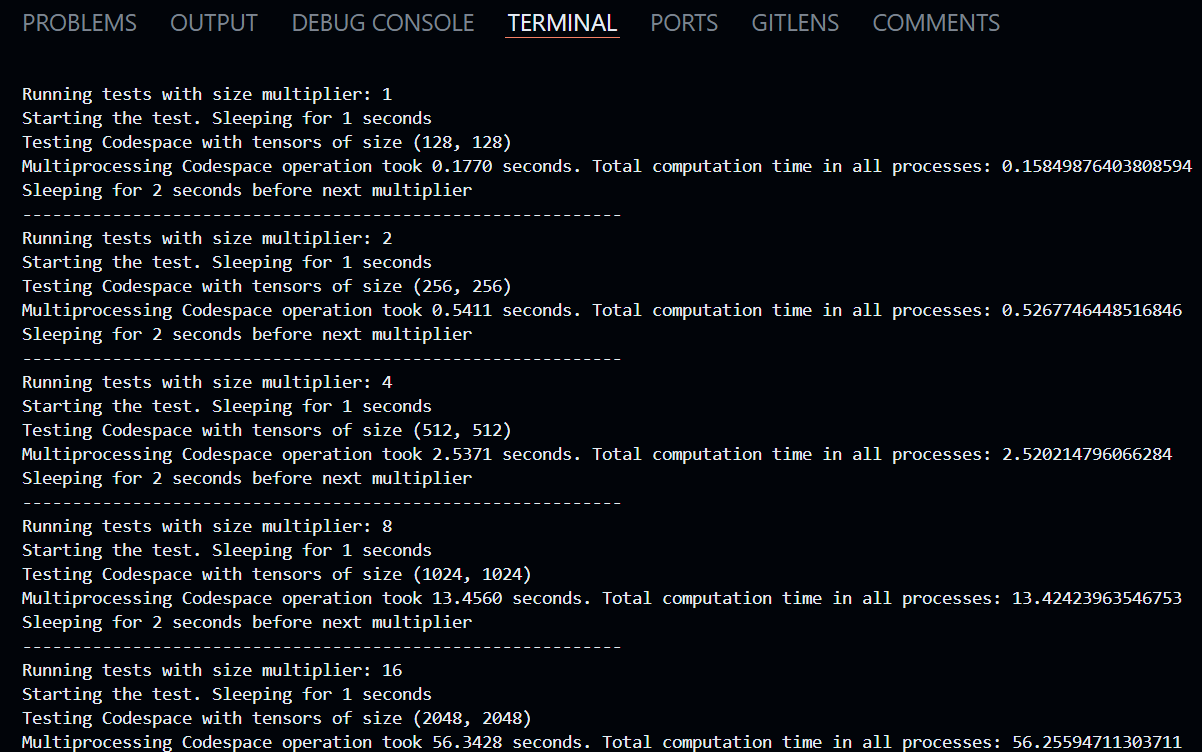 PROBLEMS OUTPUT DEBUG CONSOLE TERMINAL PORTS GITLENS COMMENTS
Running tests with size multiplier: 1
Starting the test. Sleeping for 1 seconds
Testing Codespace with tensors of size (128, 128)
Multiprocessing Codespace operation took 0.1770 seconds. Total computation time in all processes: 0.15849876403808594
Sleeping for 2 seconds before next multiplier
------------------------------------------------------------
Running tests with size multiplier: 2
Starting the test. Sleeping for 1 seconds
Testing Codespace with tensors of size (256, 256)
Multiprocessing Codespace operation took 0.5411 seconds. Total computation time in all processes: 0.5267746448516846
Sleeping for 2 seconds before next multiplier
------------------------------------------------------------
Running tests with size multiplier: 4
Starting the test. Sleeping for 1 seconds
Testing Codespace with tensors of size (512, 512)
Multiprocessing Codespace operation took 2.5371 seconds. Total computation time in all processes: 2.520214796066284
Sleeping for 2 seconds before next multiplier
------------------------------------------------------------
Running tests with size multiplier: 8
Starting the test. Sleeping for 1 seconds
Testing Codespace with tensors of size (1024, 1024)
Multiprocessing Codespace operation took 13.4560 seconds. Total computation time in all processes: 13.42423963546753
Sleeping for 2 seconds before next multiplier
------------------------------------------------------------
Running tests with size multiplier: 16
Starting the test. Sleeping for 1 seconds
Testing Codespace with tensors of size (2048, 2048)
Multiprocessing Codespace operation took 56.3428 seconds. Total computation time in all processes: 56.25594711303711